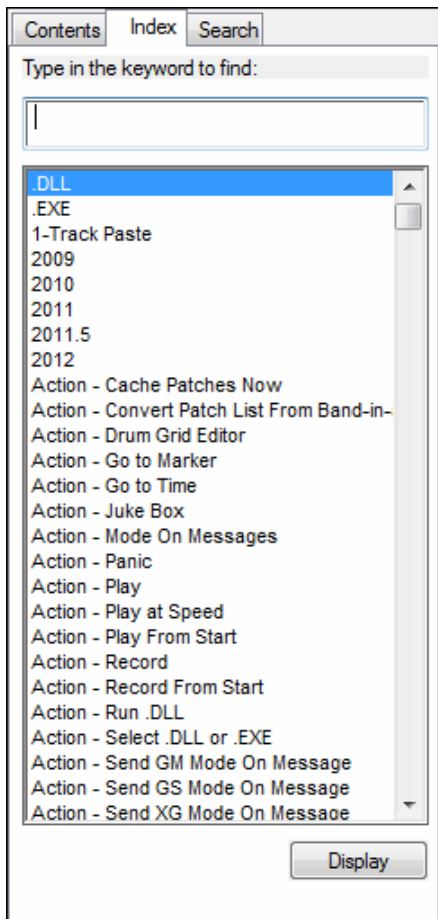 Contents Index Search
Type in the keyword to find:
.DLL
.EXE
1-Track Paste
2009
2010
2011
2011.5
2012
Action - Cache Patches Now
Action - Convert Patch List From Band-in-
Action - Drum Grid Editor
Action - Go to Marker
Action - Go to Time
Action - Juke Box
Action - Mode On Messages
Action - Panic
Action - Play
Action - Play at Speed
Action - Play From Start
Action - Record
Action - Record From Start
Action - Run .DLL
Action - Select .DLL or .EXE
Action - Send GM Mode On Message
Action - Send GS Mode On Message
Action - Send XG Mode On Message
Display